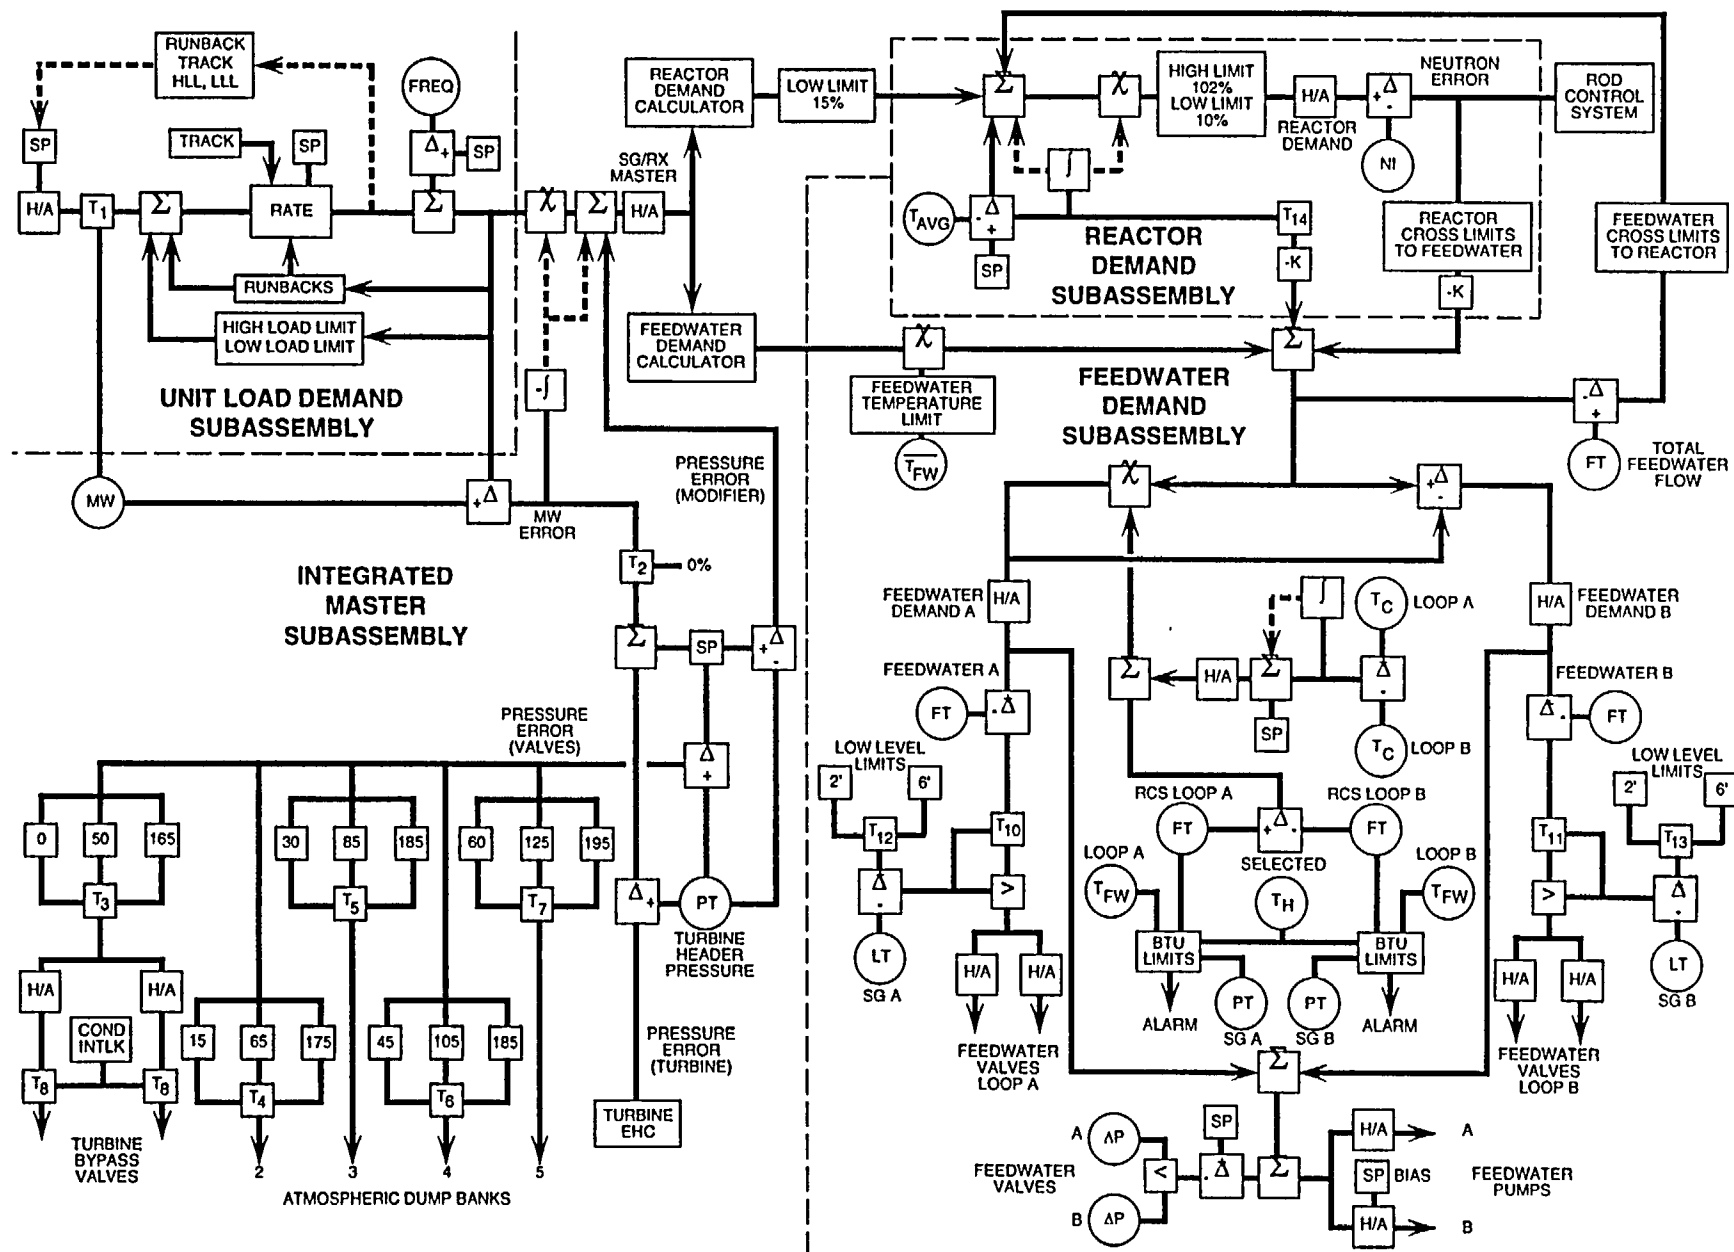 RUNBACK
TRACK
HLL, LLL
FREQ
SP
TRACK
SP
Δ
+
SP
H/A
T1
Σ
RATE
Σ
RUNBACKS
HIGH LOAD LIMIT
LOW LOAD LIMIT
UNIT LOAD DEMAND
SUBASSEMBLY
REACTOR
DEMAND
CALCULATOR
LOW LIMIT
15%
SG/RX
MASTER
χ
Σ
H/A
FEEDWATER
DEMAND
CALCULATOR
-∫
Σ
χ
HIGH LIMIT
102%
LOW LIMIT
10%
H/A
REACTOR
DEMAND
+Δ-
NEUTRON
ERROR
ROD
CONTROL
SYSTEM
NI
∫
TAVG
-Δ
+
SP
T14
-K
REACTOR
DEMAND
SUBASSEMBLY
REACTOR
CROSS LIMITS
TO FEEDWATER
-K
FEEDWATER
CROSS LIMITS
TO REACTOR
χ
Σ
FEEDWATER
TEMPERATURE
LIMIT
TFW
FEEDWATER
DEMAND
SUBASSEMBLY
-Δ
+
FT
TOTAL
FEEDWATER
FLOW
MW
+Δ
MW
ERROR
PRESSURE
ERROR
(MODIFIER)
INTEGRATED
MASTER
SUBASSEMBLY
T2
0%
Σ
SP
+Δ-
PRESSURE
ERROR
(VALVES)
Δ
+
0
50
165
T3
30
85
185
T5
60
125
195
T7
Δ+
PT
TURBINE
HEADER
PRESSURE
H/A
H/A
COND
INTLK
T8
T8
TURBINE
BYPASS
VALVES
15
65
175
T4
45
105
185
T6
PRESSURE
ERROR
(TURBINE)
TURBINE
EHC
2
3
4
5
ATMOSPHERIC DUMP BANKS
χ
+Δ-
FEEDWATER
DEMAND A
H/A
∫
TC
LOOP A
H/A
FEEDWATER
DEMAND B
Σ
H/A
Σ
Δ
-
SP
TC
LOOP B
FEEDWATER A
FT
-Δ
FEEDWATER B
Δ-
FT
LOW LEVEL
LIMITS
2'
6'
T12
T10
Δ
-
>
LT
SG A
H/A
H/A
FEEDWATER
VALVES
LOOP A
RCS LOOP A
RCS LOOP B
FT
+Δ-
FT
SELECTED
LOOP A
TFW
TH
LOOP B
TFW
BTU
LIMITS
BTU
LIMITS
PT
PT
ALARM
SG A
SG B
ALARM
LOW LEVEL
LIMITS
2'
6'
T11
T13
>
Δ
-
LT
SG B
H/A
H/A
FEEDWATER
VALVES
LOOP B
Σ
A
ΔP
FEEDWATER
VALVES
B
ΔP
<
SP
-Δ
Σ
H/A
A
SP
BIAS
FEEDWATER
PUMPS
H/A
B